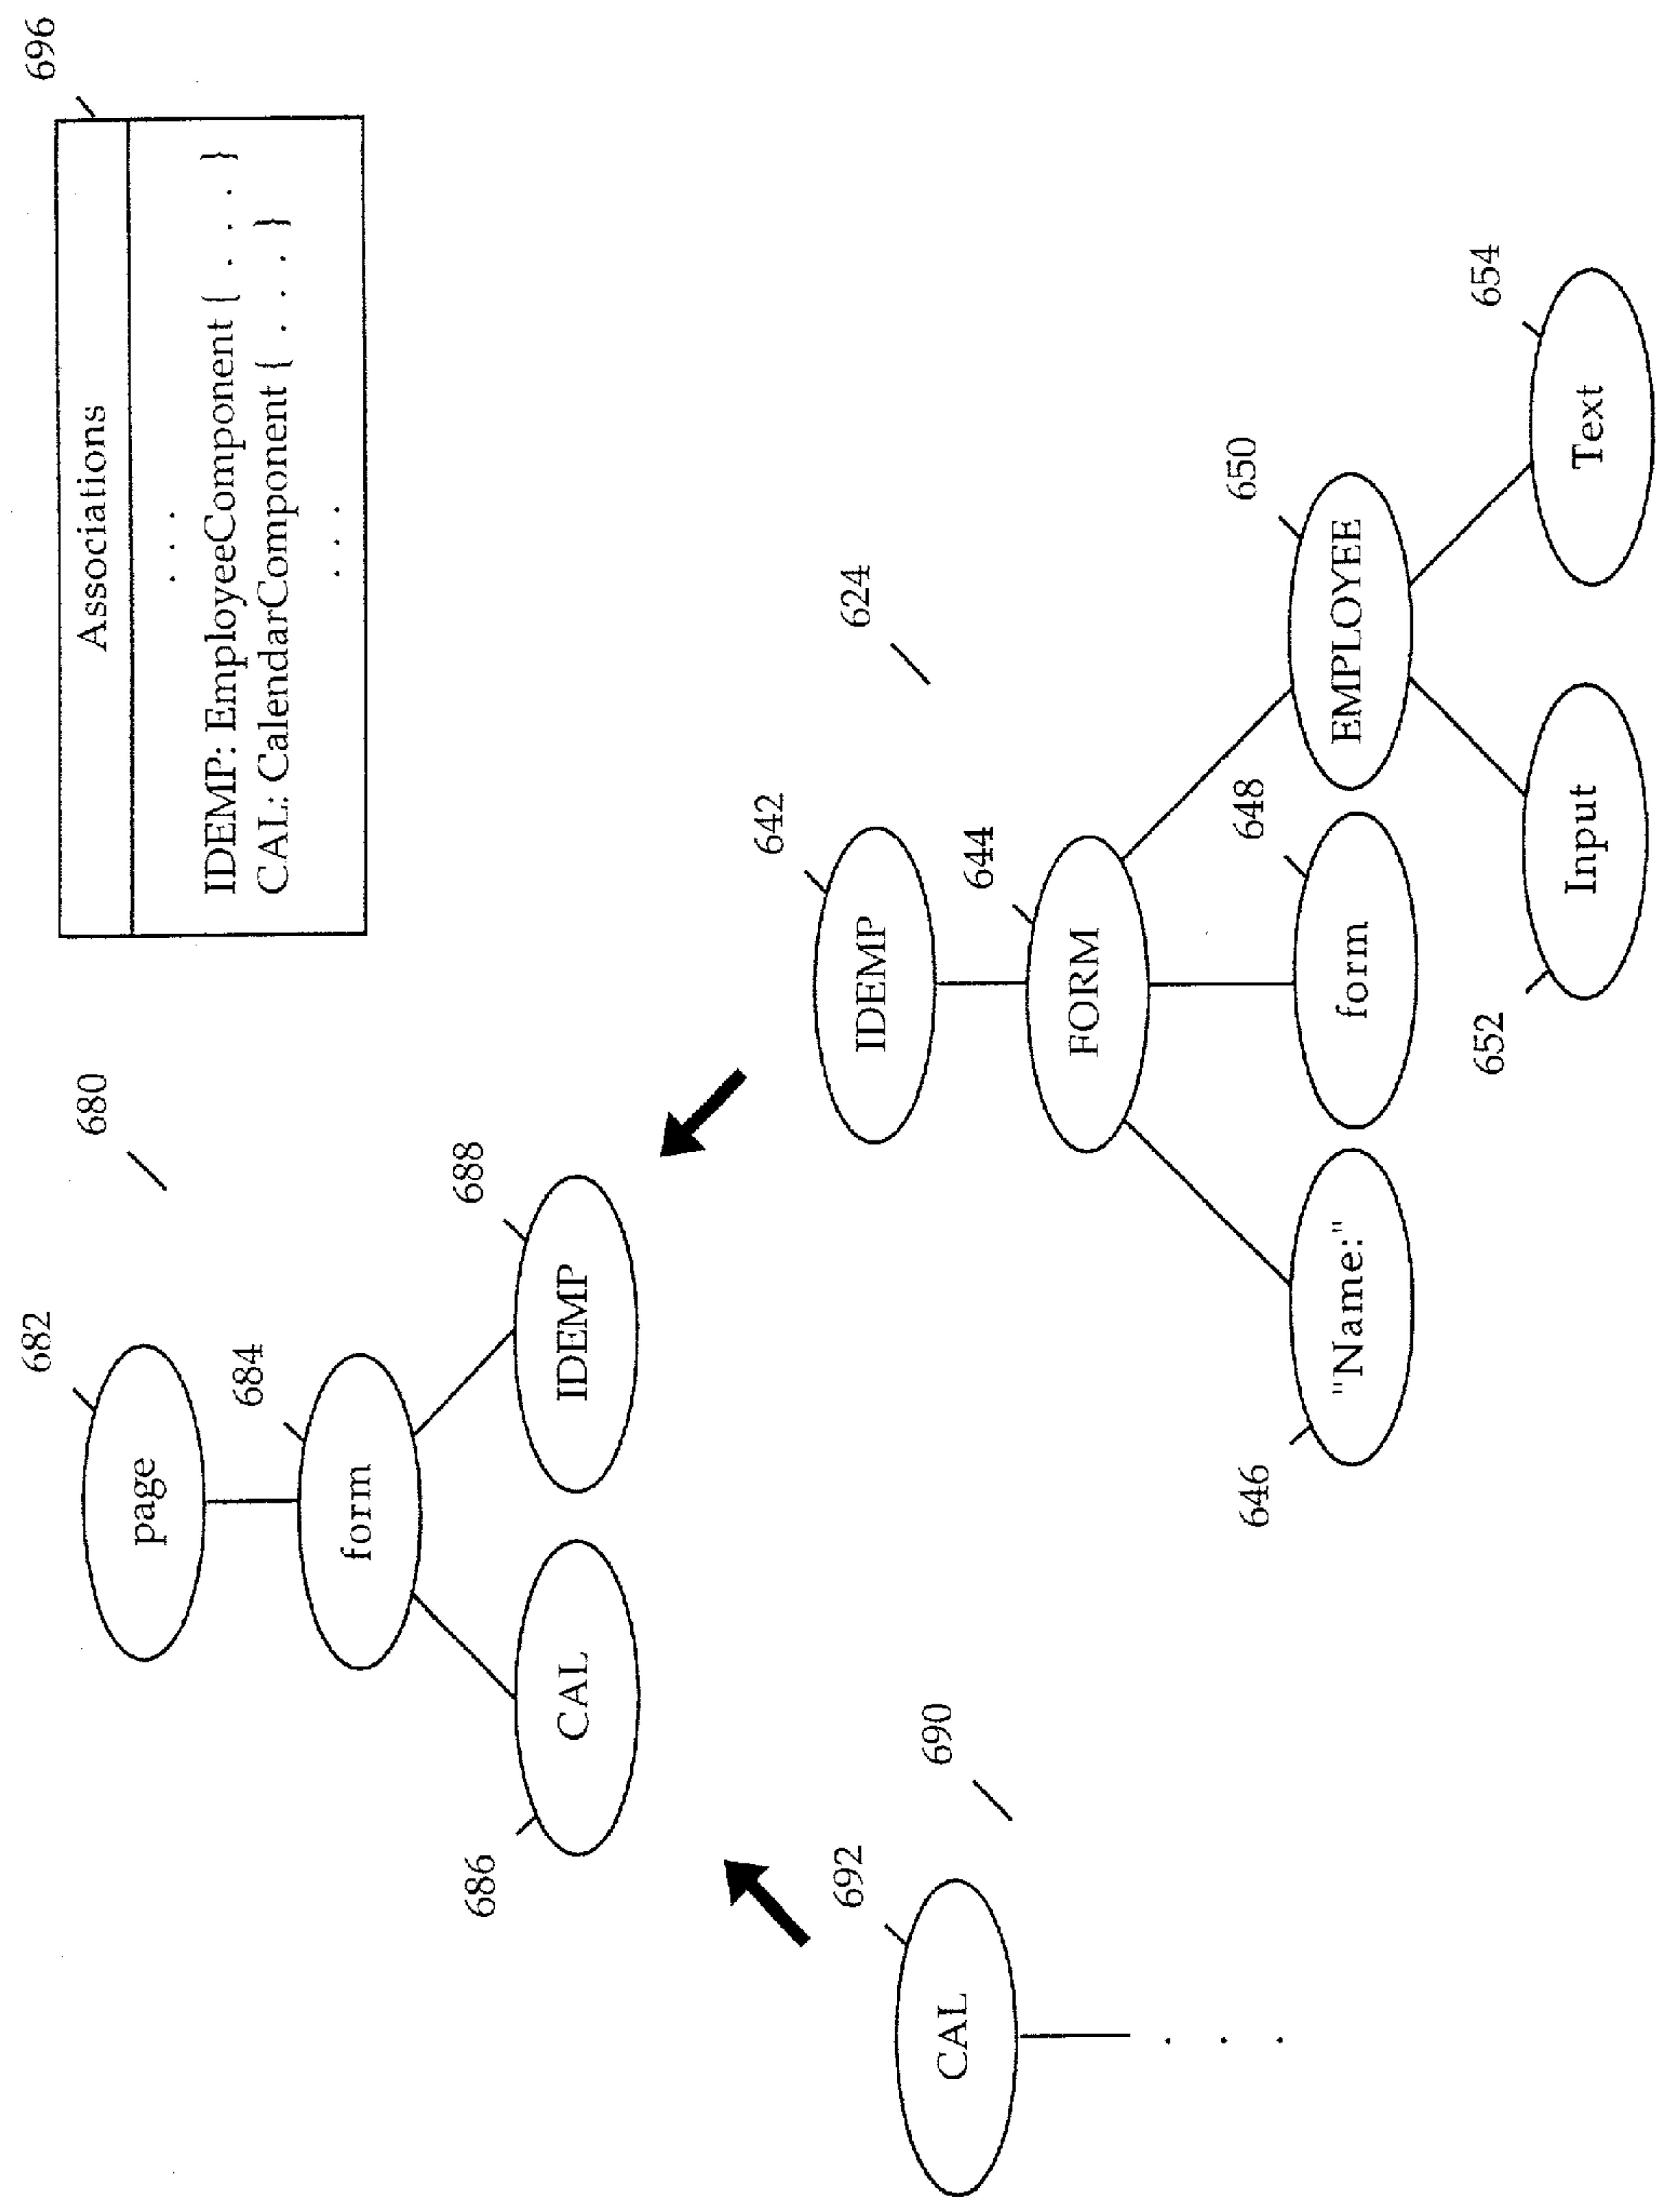 696
Associations
. . .
IDEMP: EmployeeComponent { . . . }
CAL: CalendarComponent { . . . }
. . .
680
682
page
684
form
686
CAL
688
IDEMP
690
692
CAL
. . .
624
642
IDEMP
644
FORM
646
"Name:"
648
form
650
EMPLOYEE
652
Input
654
Text